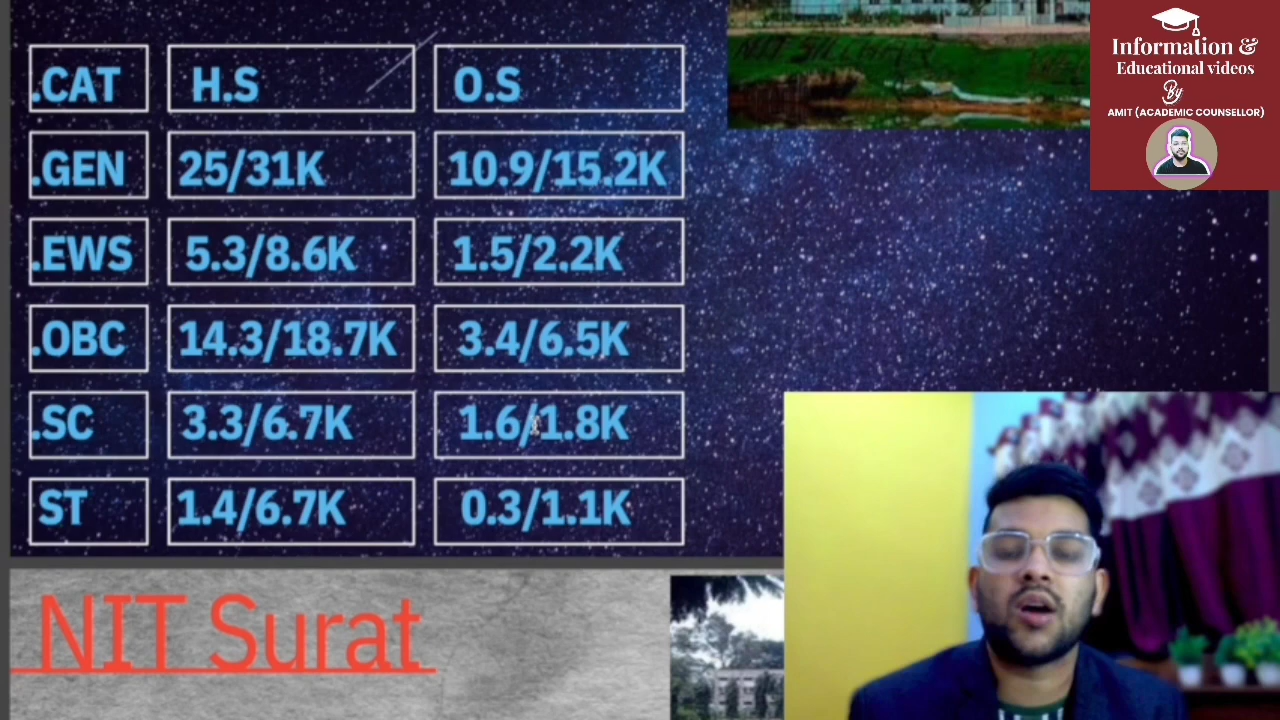 .CAT H.S O.S
.GEN 25/31K 10.9/15.2K
.EWS 5.3/8.6K 1.5/2.2K
.OBC 14.3/18.7K 3.4/6.5K
.SC 3.3/6.7K 1.6/1.8K
ST 1.4/6.7K 0.3/1.1K
NIT Surat
NIT SILCHAR
Information &
Educational videos
By
AMIT (ACADEMIC COUNSELLOR)